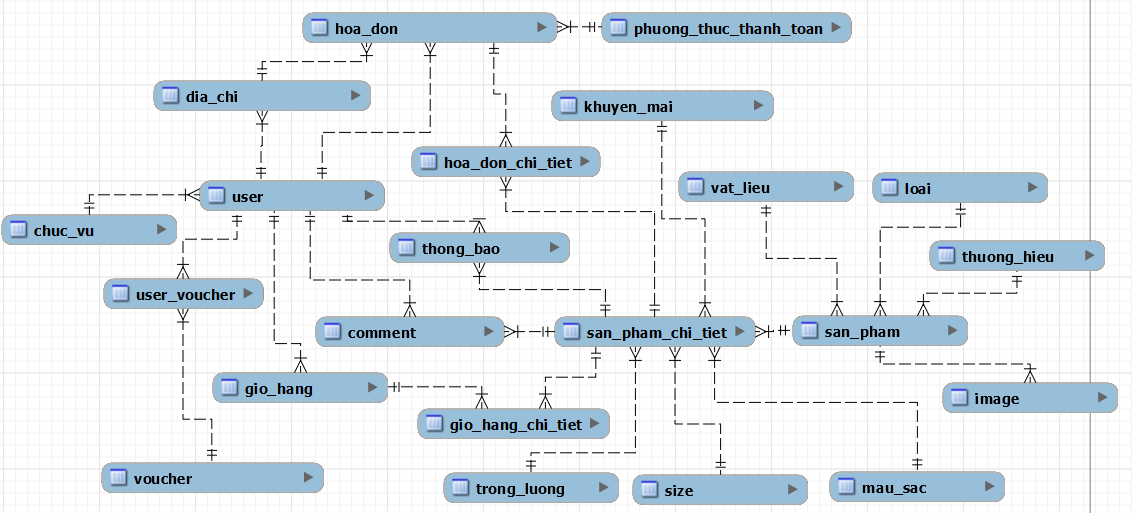 hoa_don
phuong_thuc_thanh_toan
dia_chi
khuyen_mai
hoa_don_chi_tiet
user
vat_lieu
loai
chuc_vu
thong_bao
thuong_hieu
user_voucher
comment
san_pham_chi_tiet
san_pham
gio_hang
image
gio_hang_chi_tiet
voucher
trong_luong
size
mau_sac